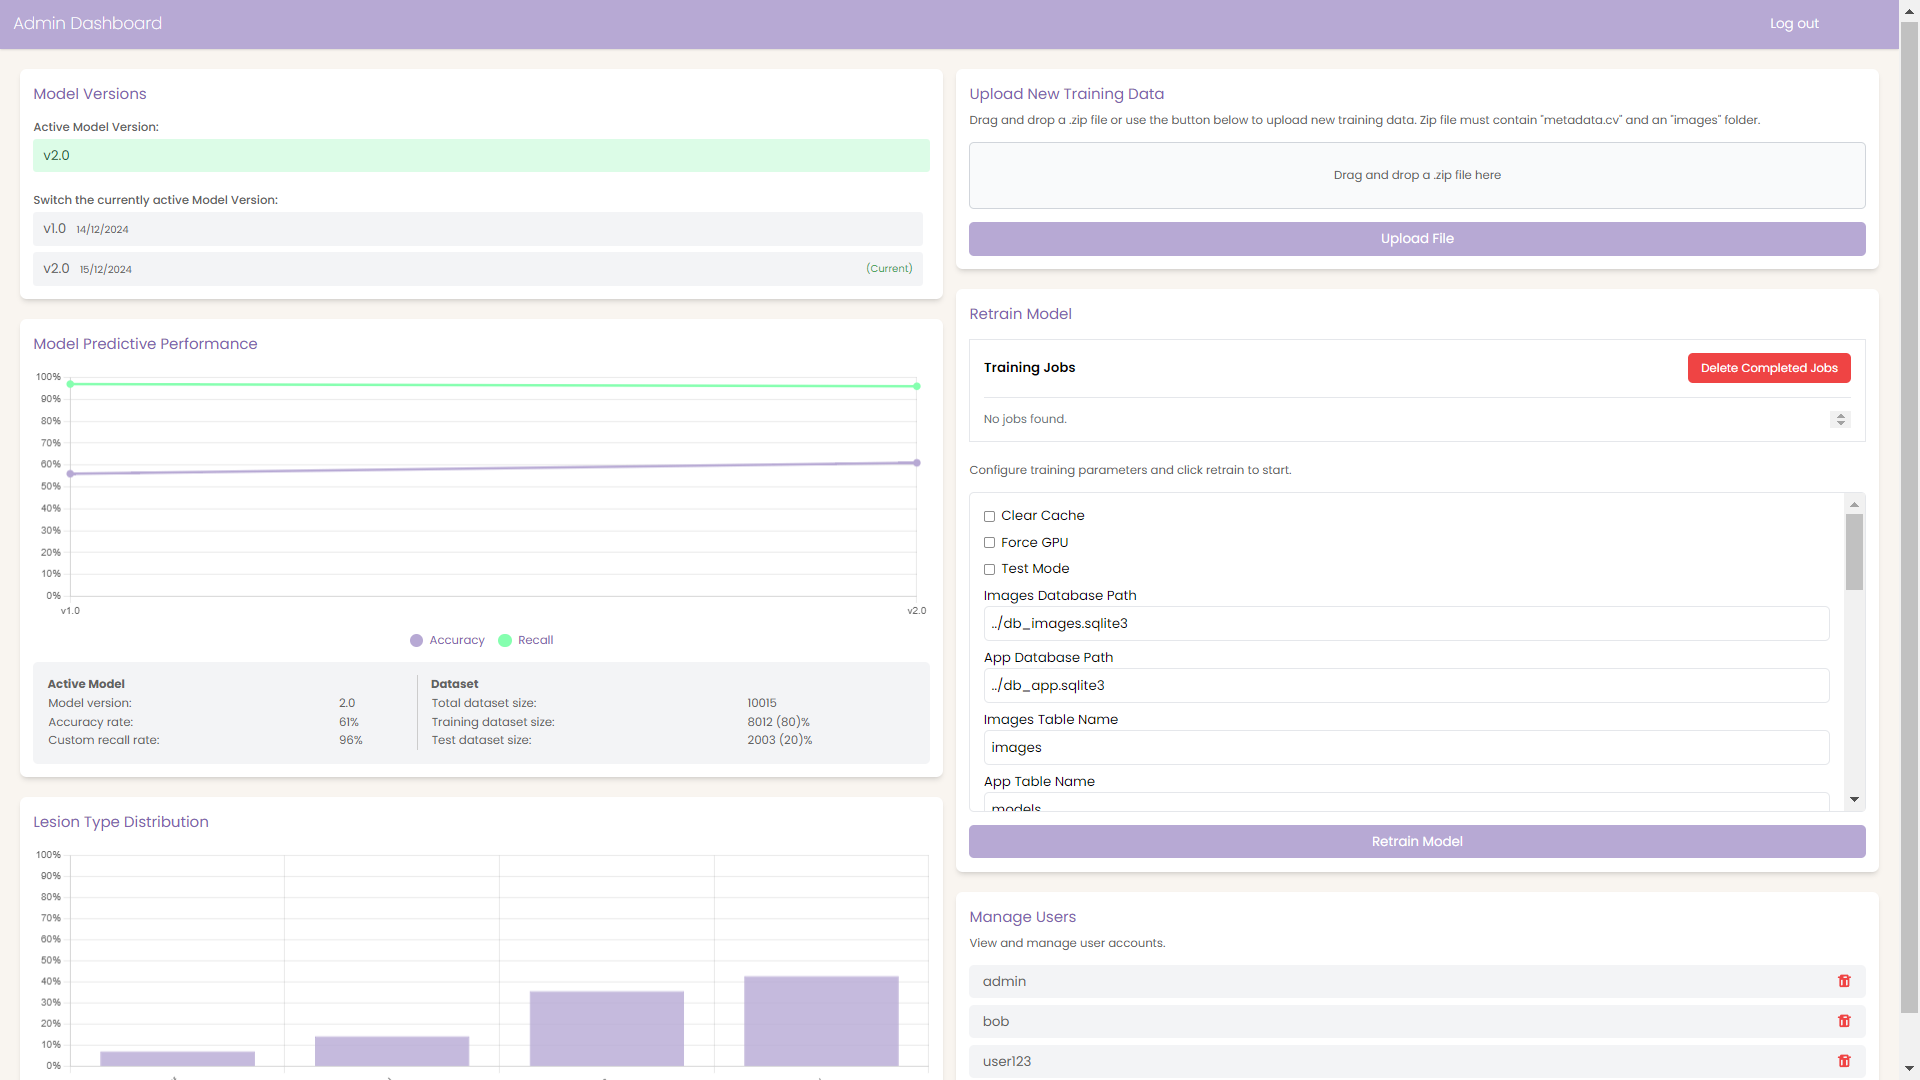 Admin Dashboard
Log out
Model Versions
Active Model Version:
v2.0
Switch the currently active Model Version:
v1.0 14/12/2024
v2.0 15/12/2024 (Current)
Model Predictive Performance
100%
90%
80%
70%
60%
50%
40%
30%
20%
10%
0%
v1.0 v2.0
Accuracy Recall
Active Model
Model version: 2.0
Accuracy rate: 61%
Custom recall rate: 96%
Dataset
Total dataset size: 10015
Training dataset size: 8012 (80)%
Test dataset size: 2003 (20)%
Lesion Type Distribution
100%
90%
80%
70%
60%
50%
40%
30%
20%
10%
0%
Upload New Training Data
Drag and drop a .zip file or use the button below to upload new training data. Zip file must contain "metadata.cv" and an "images" folder.
Drag and drop a .zip file here
Upload File
Retrain Model
Training Jobs
Delete Completed Jobs
No jobs found.
Configure training parameters and click retrain to start.
Clear Cache
Force GPU
Test Mode
Images Database Path
../db_images.sqlite3
App Database Path
../db_app.sqlite3
Images Table Name
images
App Table Name
models
Retrain Model
Manage Users
View and manage user accounts.
admin
bob
user123